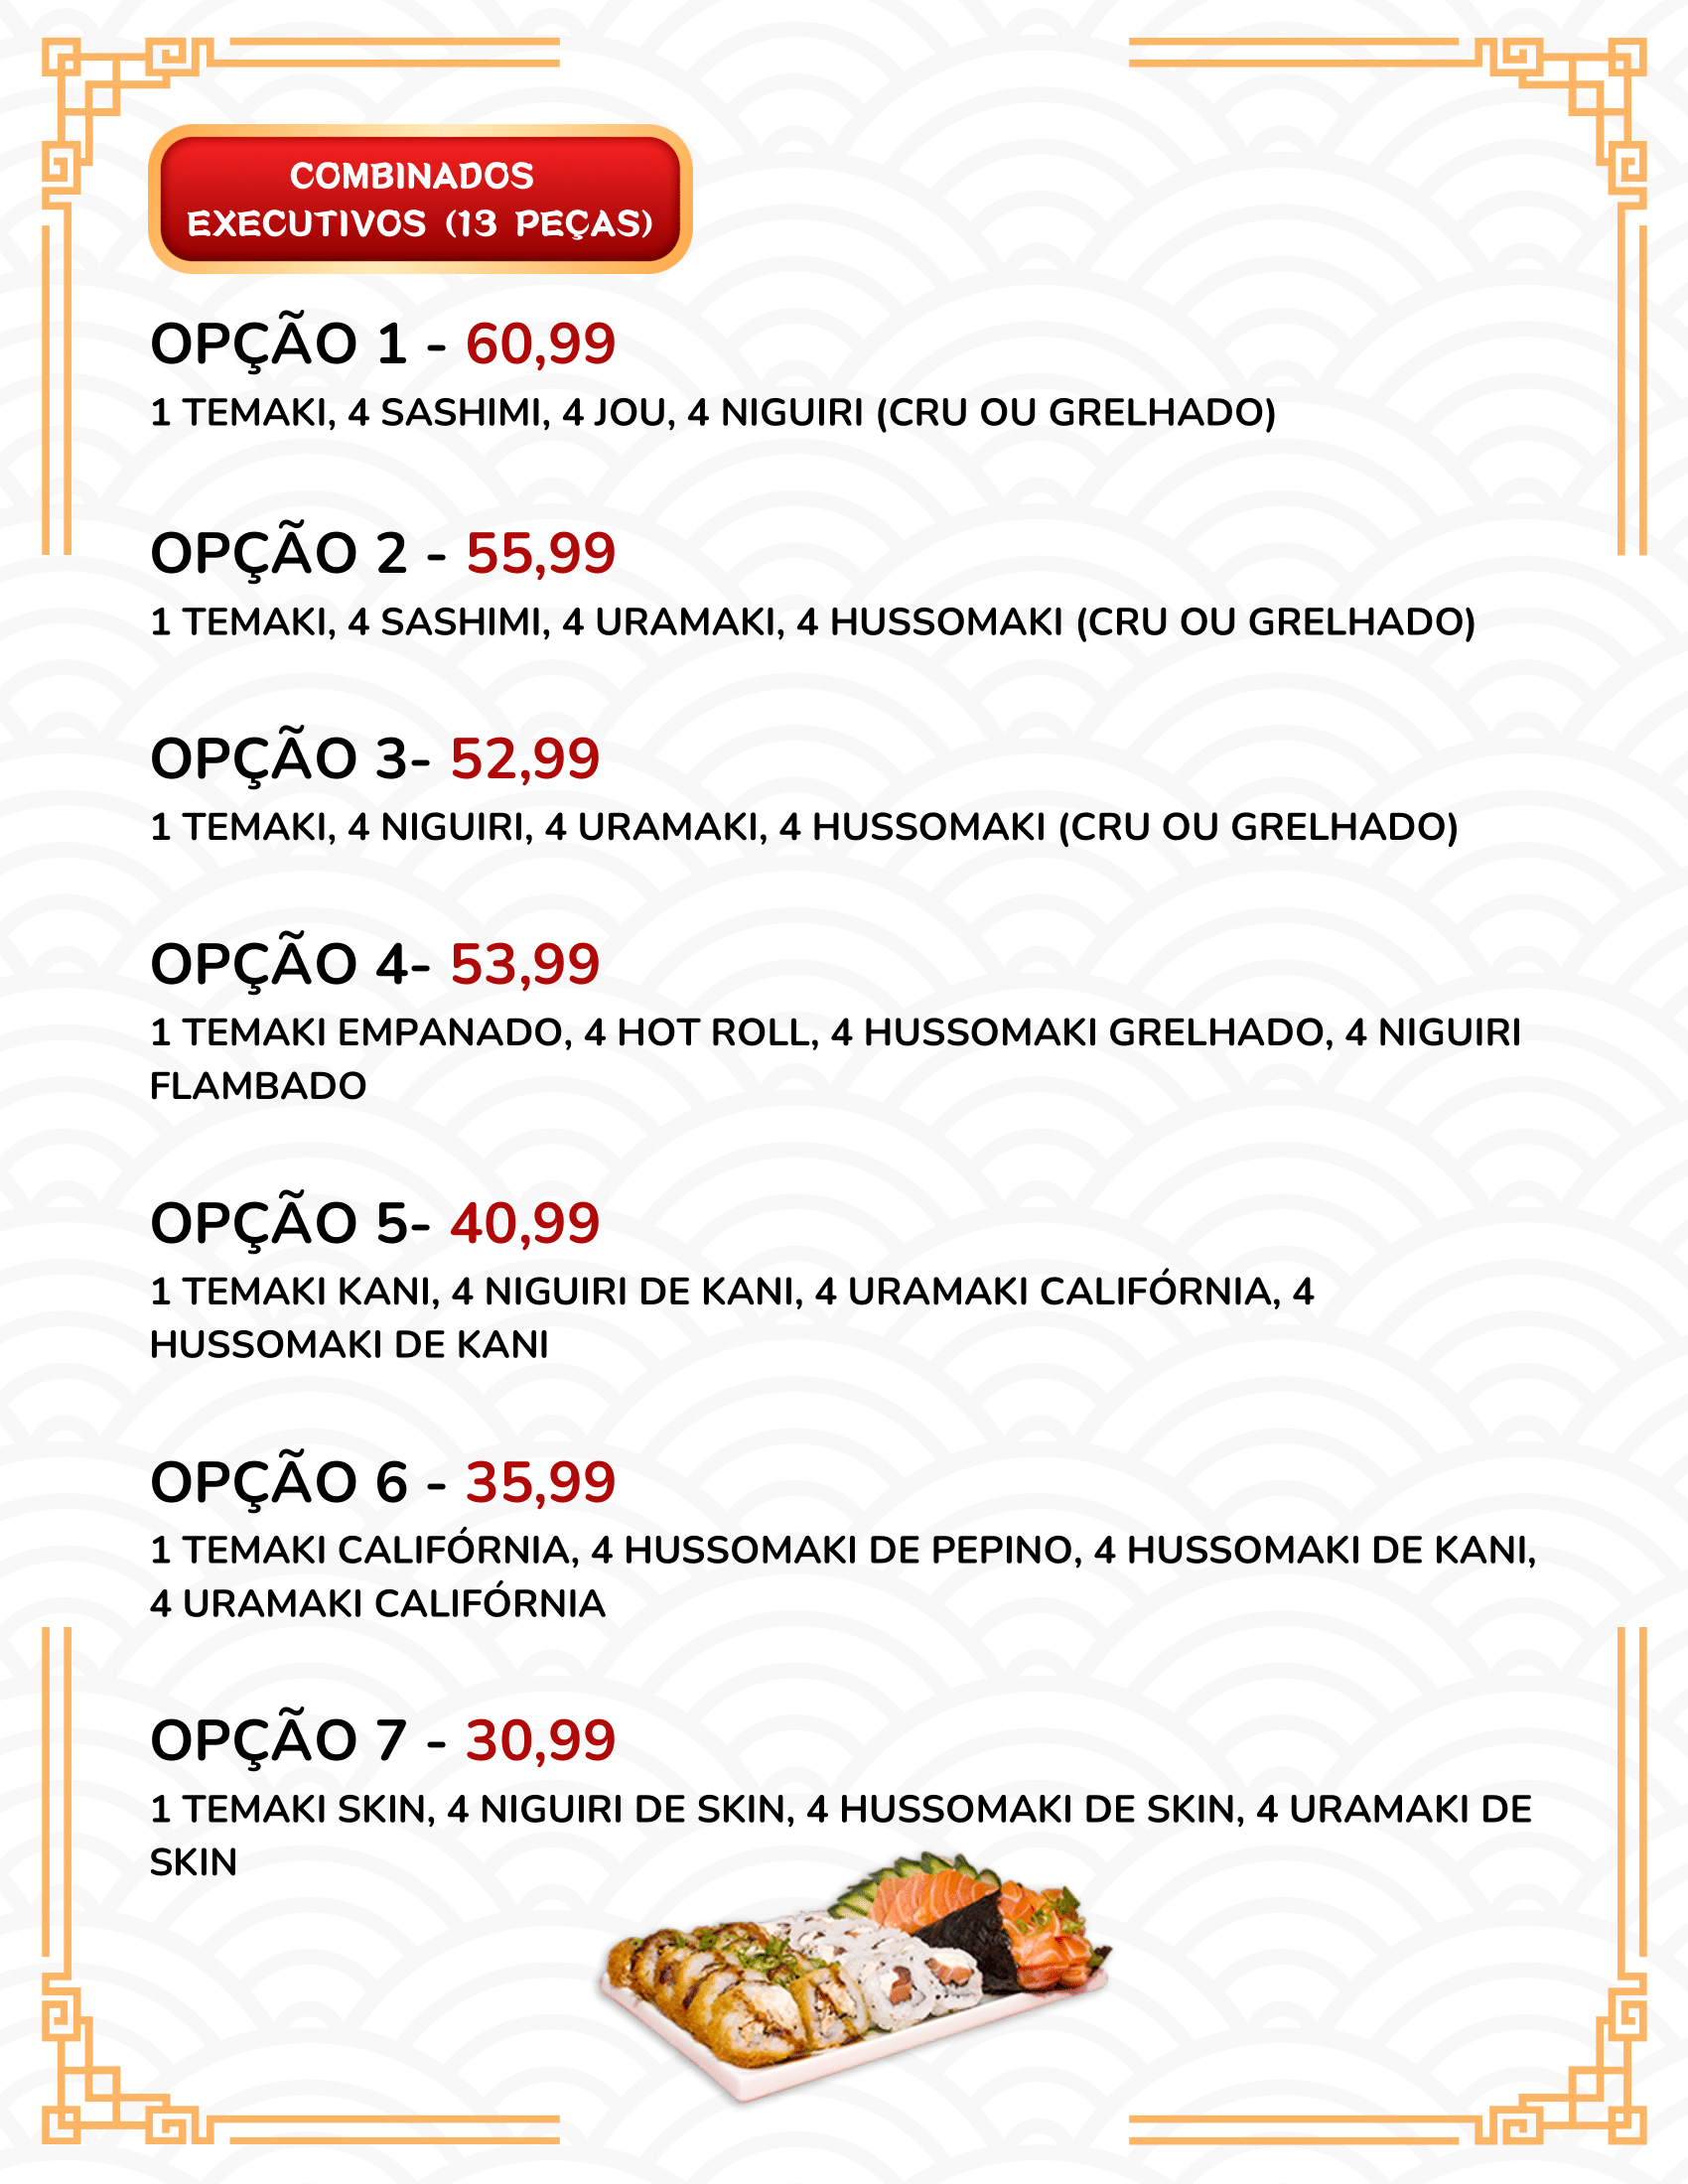 COMBINADOS
EXECUTIVOS (13 PEÇAS)
OPÇÃO 1 - 60,99
1 TEMAKI, 4 SASHIMI, 4 JOU, 4 NIGUIRI (CRU OU GRELHADO)
OPÇÃO 2 - 55,99
1 TEMAKI, 4 SASHIMI, 4 URAMAKI, 4 HUSSOMAKI (CRU OU GRELHADO)
OPÇÃO 3- 52,99
1 TEMAKI, 4 NIGUIRI, 4 URAMAKI, 4 HUSSOMAKI (CRU OU GRELHADO)
OPÇÃO 4- 53,99
1 TEMAKI EMPANADO, 4 HOT ROLL, 4 HUSSOMAKI GRELHADO, 4 NIGUIRI
FLAMBADO
OPÇÃO 5- 40,99
1 TEMAKI KANI, 4 NIGUIRI DE KANI, 4 URAMAKI CALIFÓRNIA, 4
HUSSOMAKI DE KANI
OPÇÃO 6 - 35,99
1 TEMAKI CALIFÓRNIA, 4 HUSSOMAKI DE PEPINO, 4 HUSSOMAKI DE KANI,
4 URAMAKI CALIFÓRNIA
OPÇÃO 7 - 30,99
1 TEMAKI SKIN, 4 NIGUIRI DE SKIN, 4 HUSSOMAKI DE SKIN, 4 URAMAKI DE
SKIN